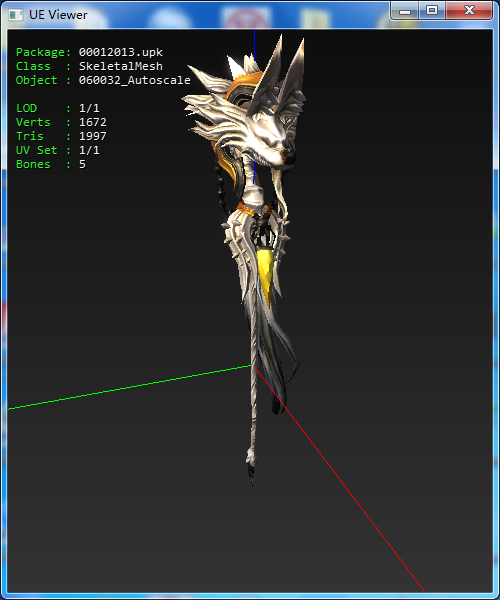 UE Viewer
Package: 00012013.upk
Class : SkeletalMesh
Object : 060032_Autoscale
LOD : 1/1
Verts : 1672
Tris : 1997
UV Set : 1/1
Bones : 5